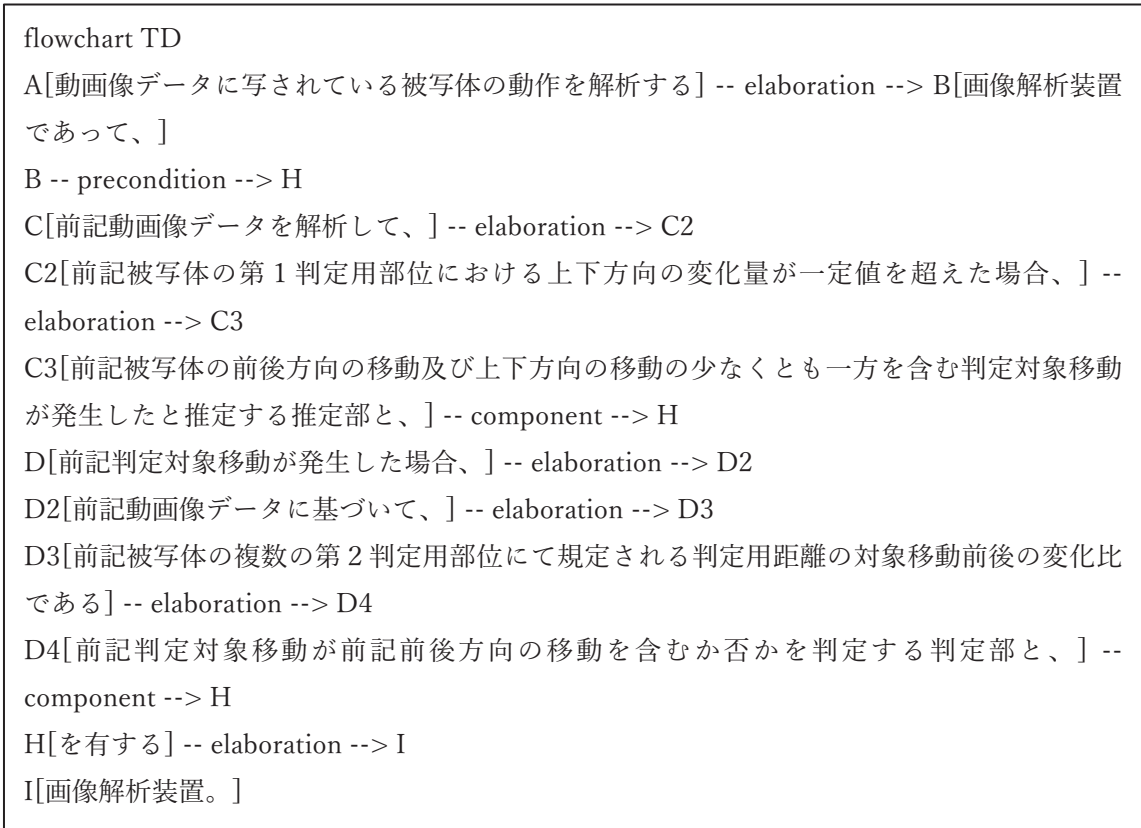 flowchart TD
A[動画像データに写されている被写体の動作を解析する] -- elaboration --> B[画像解析装置
であって、]
B -- precondition --> H
C[前記動画像データを解析して、] -- elaboration --> C2
C2[前記被写体の第１判定用部位における上下方向の変化量が一定値を超えた場合、] --
elaboration --> C3
C3[前記被写体の前後方向の移動及び上下方向の移動の少なくとも一方を含む判定対象移動
が発生したと推定する推定部と、] -- component --> H
D[前記判定対象移動が発生した場合、] -- elaboration --> D2
D2[前記動画像データに基づいて、] -- elaboration --> D3
D3[前記被写体の複数の第２判定用部位にて規定される判定用距離の対象移動前後の変化比
である] -- elaboration --> D4
D4[前記判定対象移動が前記前後方向の移動を含むか否かを判定する判定部と、] --
component --> H
H[を有する] -- elaboration --> I
I[画像解析装置。]